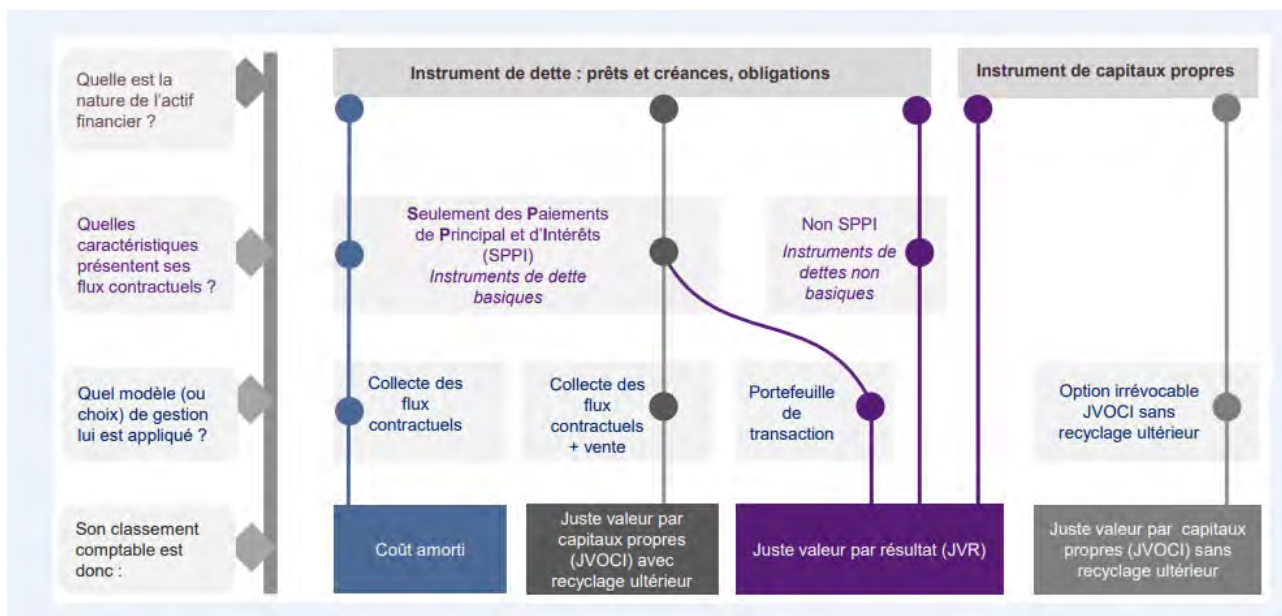 Quelle est la
nature de l'actif
financier ?
Instrument de dette : prêts et créances, obligations
Instrument de capitaux propres
Quelles
caractéristiques
présentent ses
flux contractuels ?
Seulement des Paiements
de Principal et d'Intérêts
(SPPI)
Instruments de dette
basiques
Non SPPI
Instruments de
dettes non
basiques
Quel modèle (ou
choix) de gestion
lui est appliqué ?
Collecte des
flux
contractuels
Collecte des
flux
contractuels
+ vente
Portefeuille
de
transaction
Option irrévocable
JVOCI sans
recyclage ultérieur
Son classement
comptable est
donc :
Coût amorti
Juste valeur par
capitaux propres
(JVOCI) avec
recyclage ultérieur
Juste valeur par résultat (JVR)
Juste valeur par capitaux
propres (JVOCI) sans
recyclage ultérieur